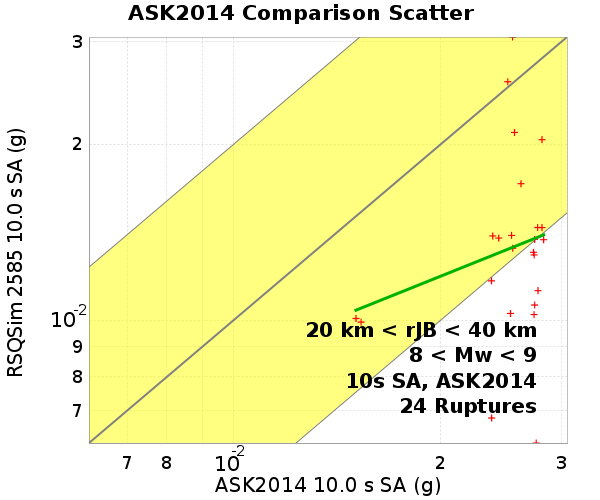 ASK2014 Comparison Scatter
RSQSim 2585 10.0 s SA (g)
3
2
10-2
9
8
7
20 km < rJB < 40 km
8 < Mw < 9
10s SA, ASK2014
24 Ruptures
7 8 10-2 2 3
ASK2014 10.0 s SA (g)